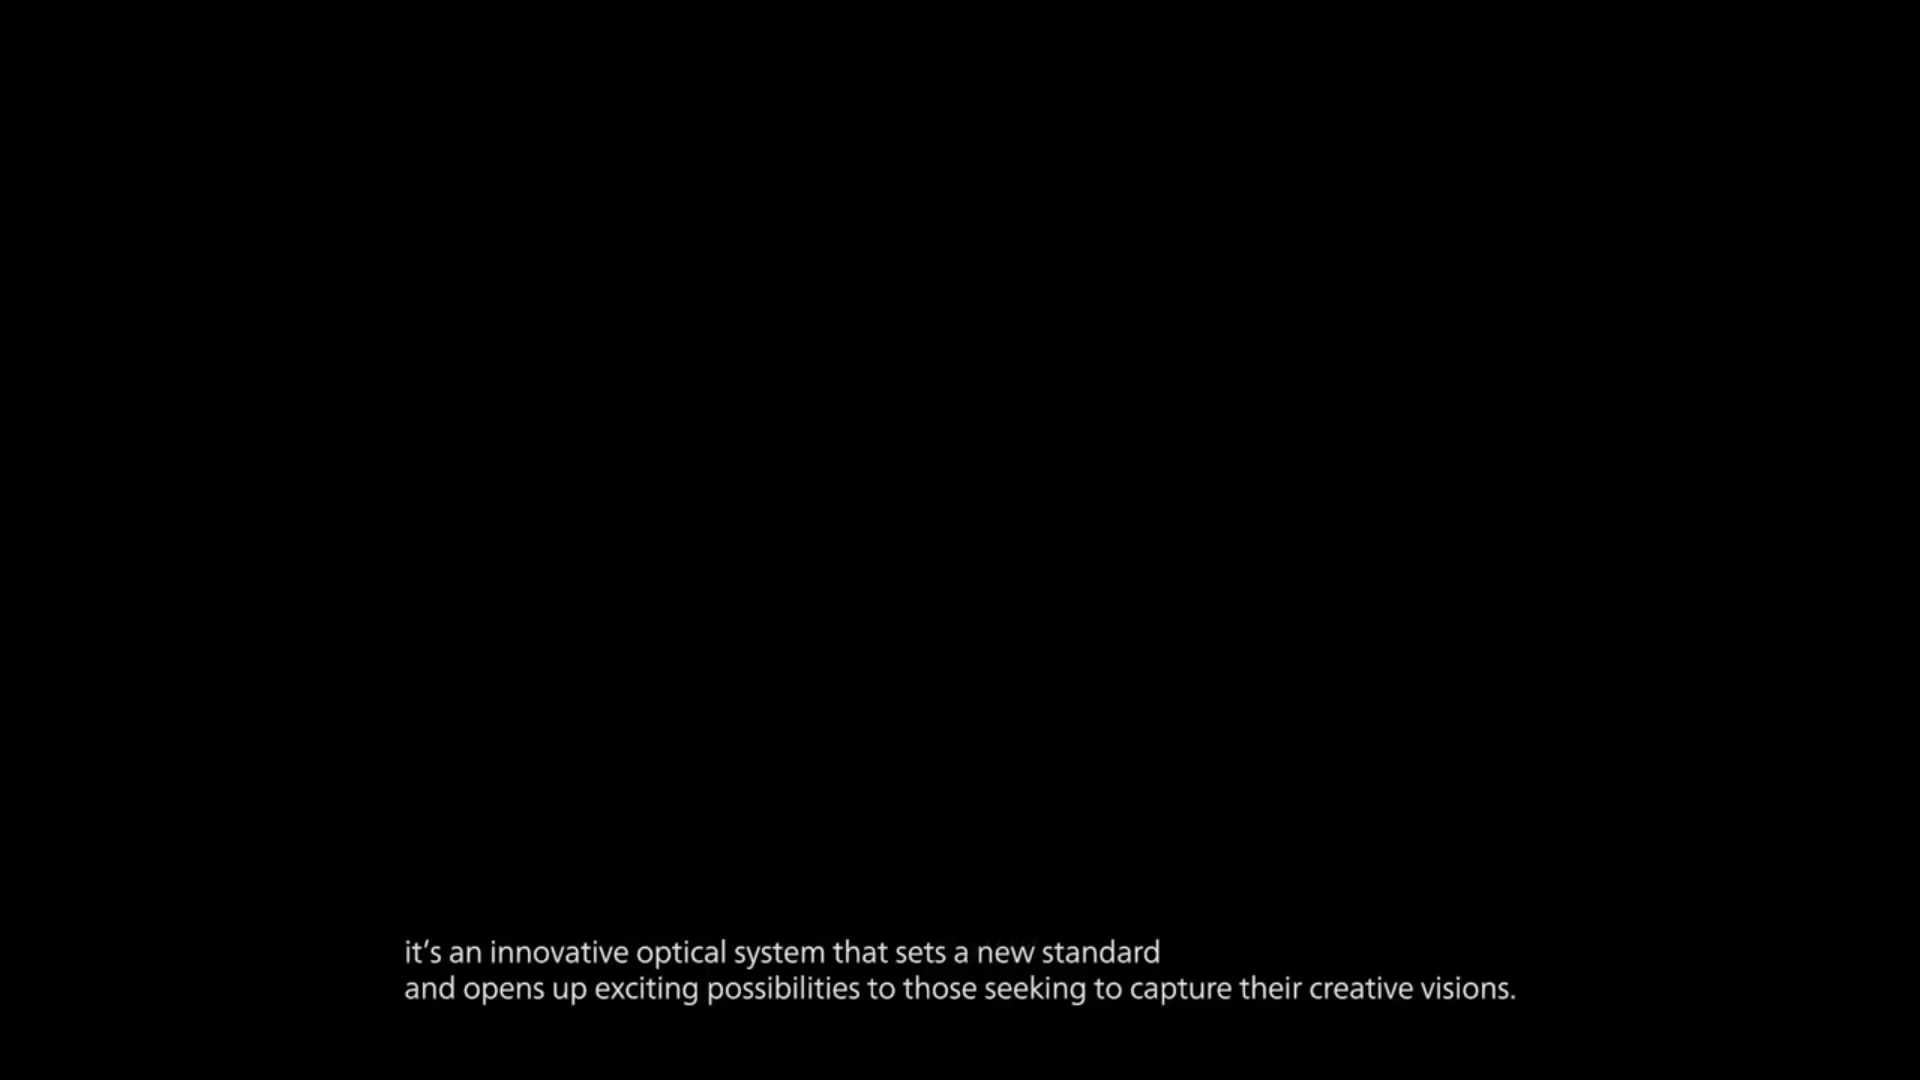 it‘s an innovative optical system that sets a new standard
and opens up exciting possibilities to those seeking to capture their creative visions.